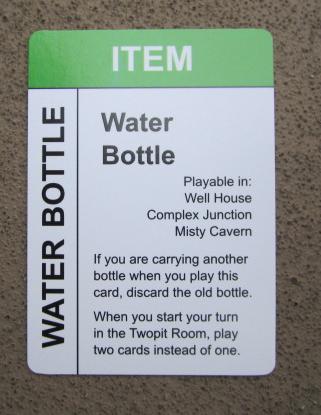 ITEM
WATER BOTTLE
Water
Bottle
Playable in:
Well House
Complex Junction
Misty Cavern
If you are carrying another
bottle when you play this
card, discard the old bottle.
When you start your turn
in the Twopit Room, play
two cards instead of one.